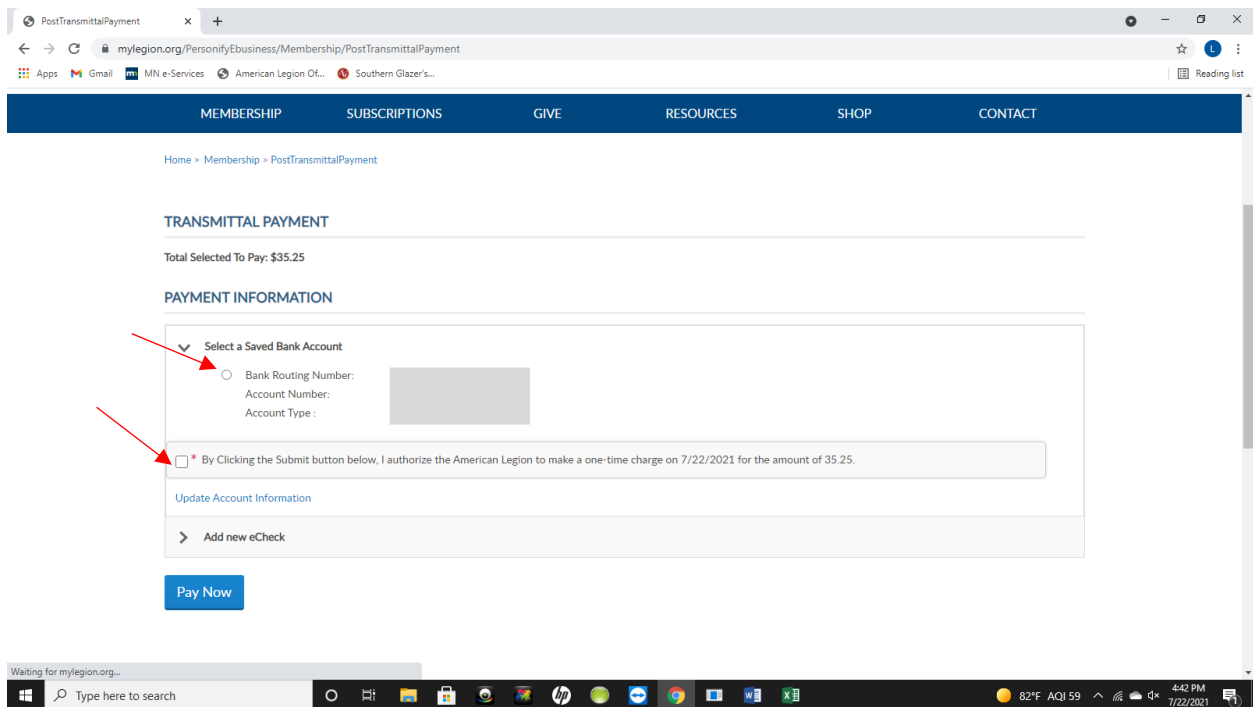 PostTransmittalPayment
mylegion.org/PersonifyEbusiness/Membership/PostTransmittalPayment
L
Apps Gmail MN e-Services American Legion Of... Southern Glazer's... Reading list
MEMBERSHIP SUBSCRIPTIONS GIVE RESOURCES SHOP CONTACT
Home > Membership > PostTransmittalPayment
TRANSMITTAL PAYMENT
Total Selected To Pay: $35.25
PAYMENT INFORMATION
Select a Saved Bank Account
Bank Routing Number:
Account Number:
Account Type :
* By Clicking the Submit button below, I authorize the American Legion to make a one-time charge on 7/22/2021 for the amount of 35.25.
Update Account Information
Add new eCheck
Pay Now
Waiting for mylegion.org...
Type here to search
82°F AQI 59
4:42 PM
7/22/2021